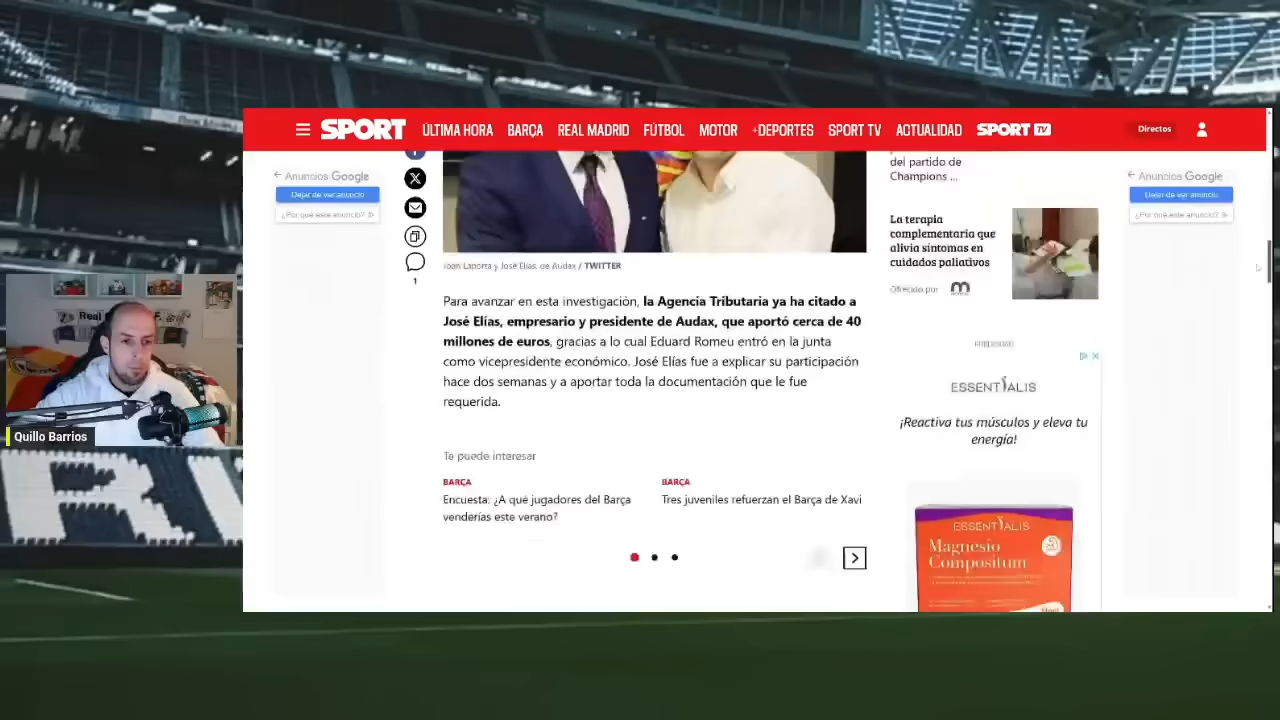 SPORT
ÚLTIMA HORA
BARÇA
REAL MADRID
FÚTBOL
MOTOR
+DEPORTES
SPORT TV
ACTUALIDAD
SPORT TV
Directos
Anuncios Google
Dejar de ver anuncio
¿Por qué este anuncio?
1
Joan Laporta y José Elías, de Audax / TWITTER
Para avanzar en esta investigación, la Agencia Tributaria ya ha citado a
José Elías, empresario y presidente de Audax, que aportó cerca de 40
millones de euros, gracias a lo cual Eduard Romeu entró en la junta
como vicepresidente económico. José Elías fue a explicar su participación
hace dos semanas y a aportar toda la documentación que le fue
requerida.
Te puede interesar
BARÇA
Encuesta: ¿A qué jugadores del Barça
venderías este verano?
BARÇA
Tres juveniles refuerzan el Barça de Xavi
del partido de
Champions ...
La terapia
complementaria que
alivia síntomas en
cuidados paliativos
Ofrecido por
PUBLICIDAD
ESSENTIALIS
¡Reactiva tus músculos y eleva tu
energía!
ESSENTIALIS
Magnesio
Compositum
Anuncios Google
Dejar de ver anuncio
¿Por qué este anuncio?
Real
F.
Quillo Barrios
RI